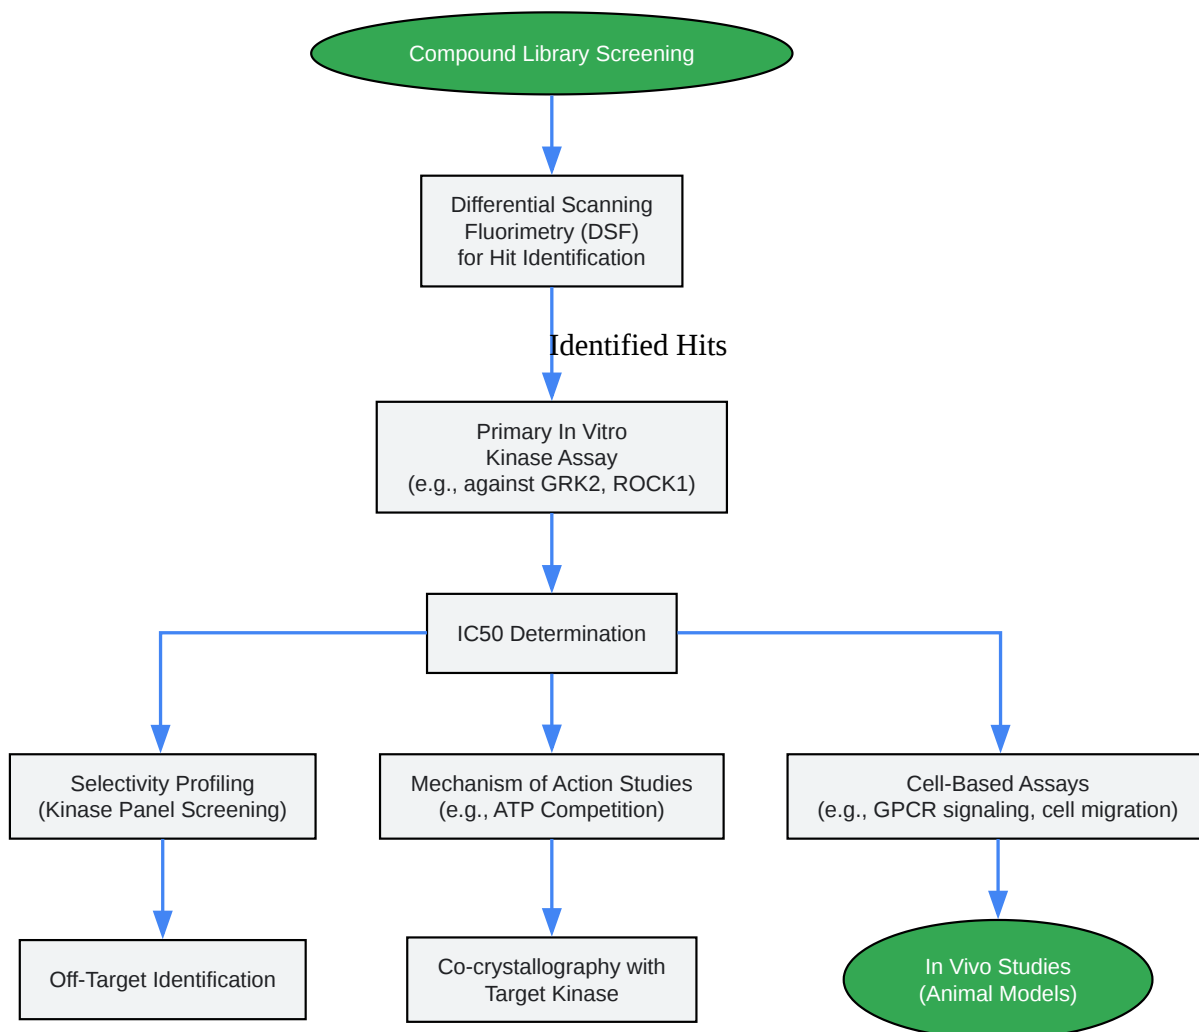 Compound Library Screening
Differential Scanning
Fluorimetry (DSF)
for Hit Identification
Identified Hits
Primary In Vitro
Kinase Assay
(e.g., against GRK2, ROCK1)
IC50 Determination
Selectivity Profiling
(Kinase Panel Screening)
Mechanism of Action Studies
(e.g., ATP Competition)
Cell-Based Assays
(e.g., GPCR signaling, cell migration)
Off-Target Identification
Co-crystallography with
Target Kinase
In Vivo Studies
(Animal Models)